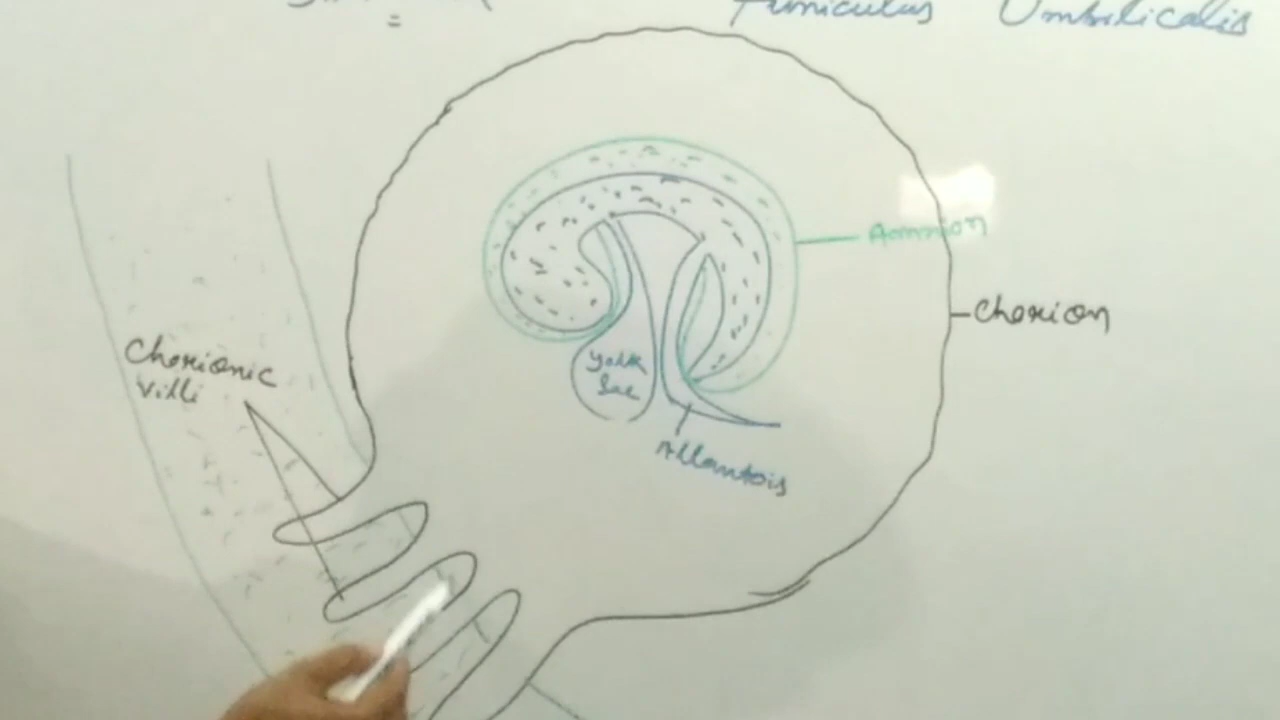 Funiculus Umbilicalis
Amnion
Chorion
Chorionic
villi
Yolk
Sac
Allantois